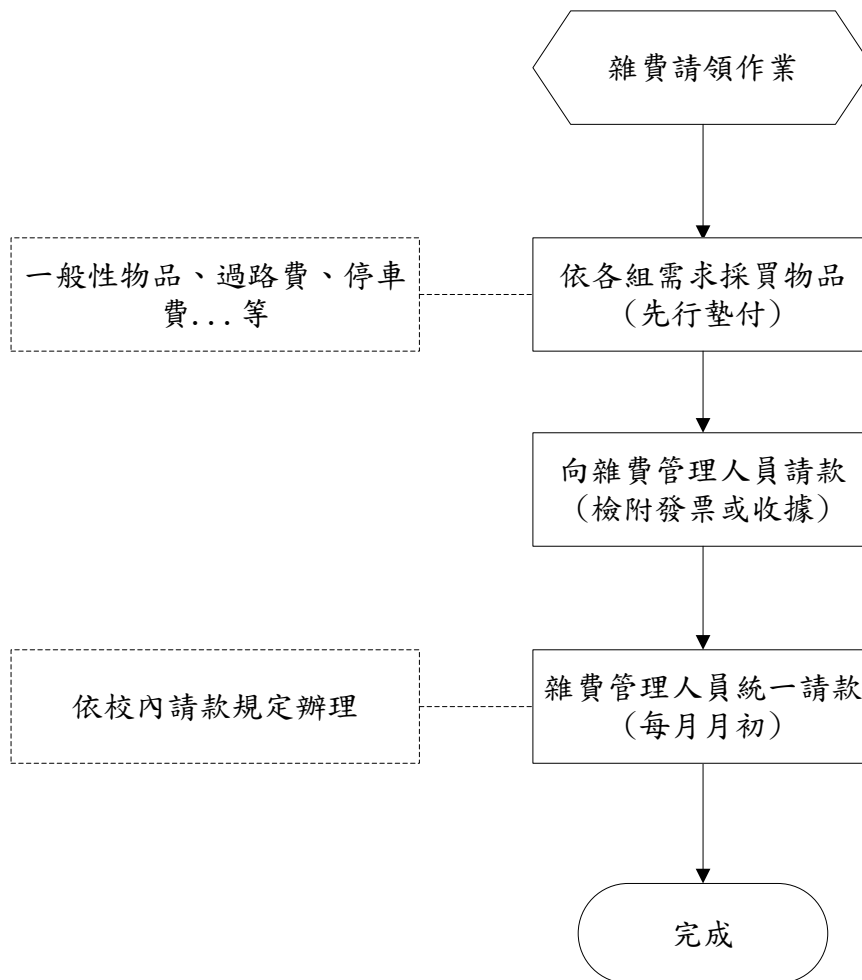 雜費請領作業
一般性物品、過路費、停車
費...等
依各組需求採買物品
（先行墊付）
向雜費管理人員請款
（檢附發票或收據）
依校內請款規定辦理
雜費管理人員統一請款
（每月月初）
完成